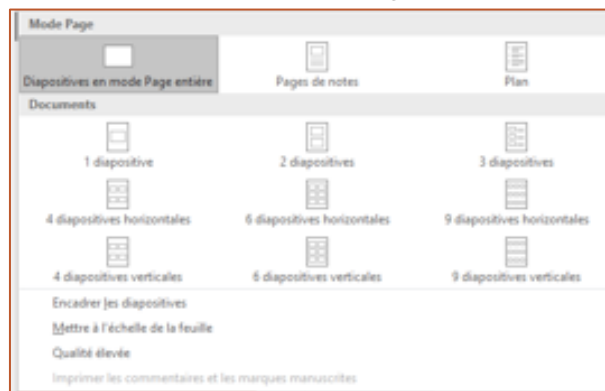 Mode Page
Diapositives en mode Page entière
Pages de notes
Plan
Documents
1 diapositive
2 diapositives
3 diapositives
4 diapositives horizontales
6 diapositives horizontales
9 diapositives horizontales
4 diapositives verticales
6 diapositives verticales
9 diapositives verticales
Encadrer les diapositives
Mettre à l'échelle de la feuille
Qualité élevée
Imprimer les commentaires et les marques manuscrites